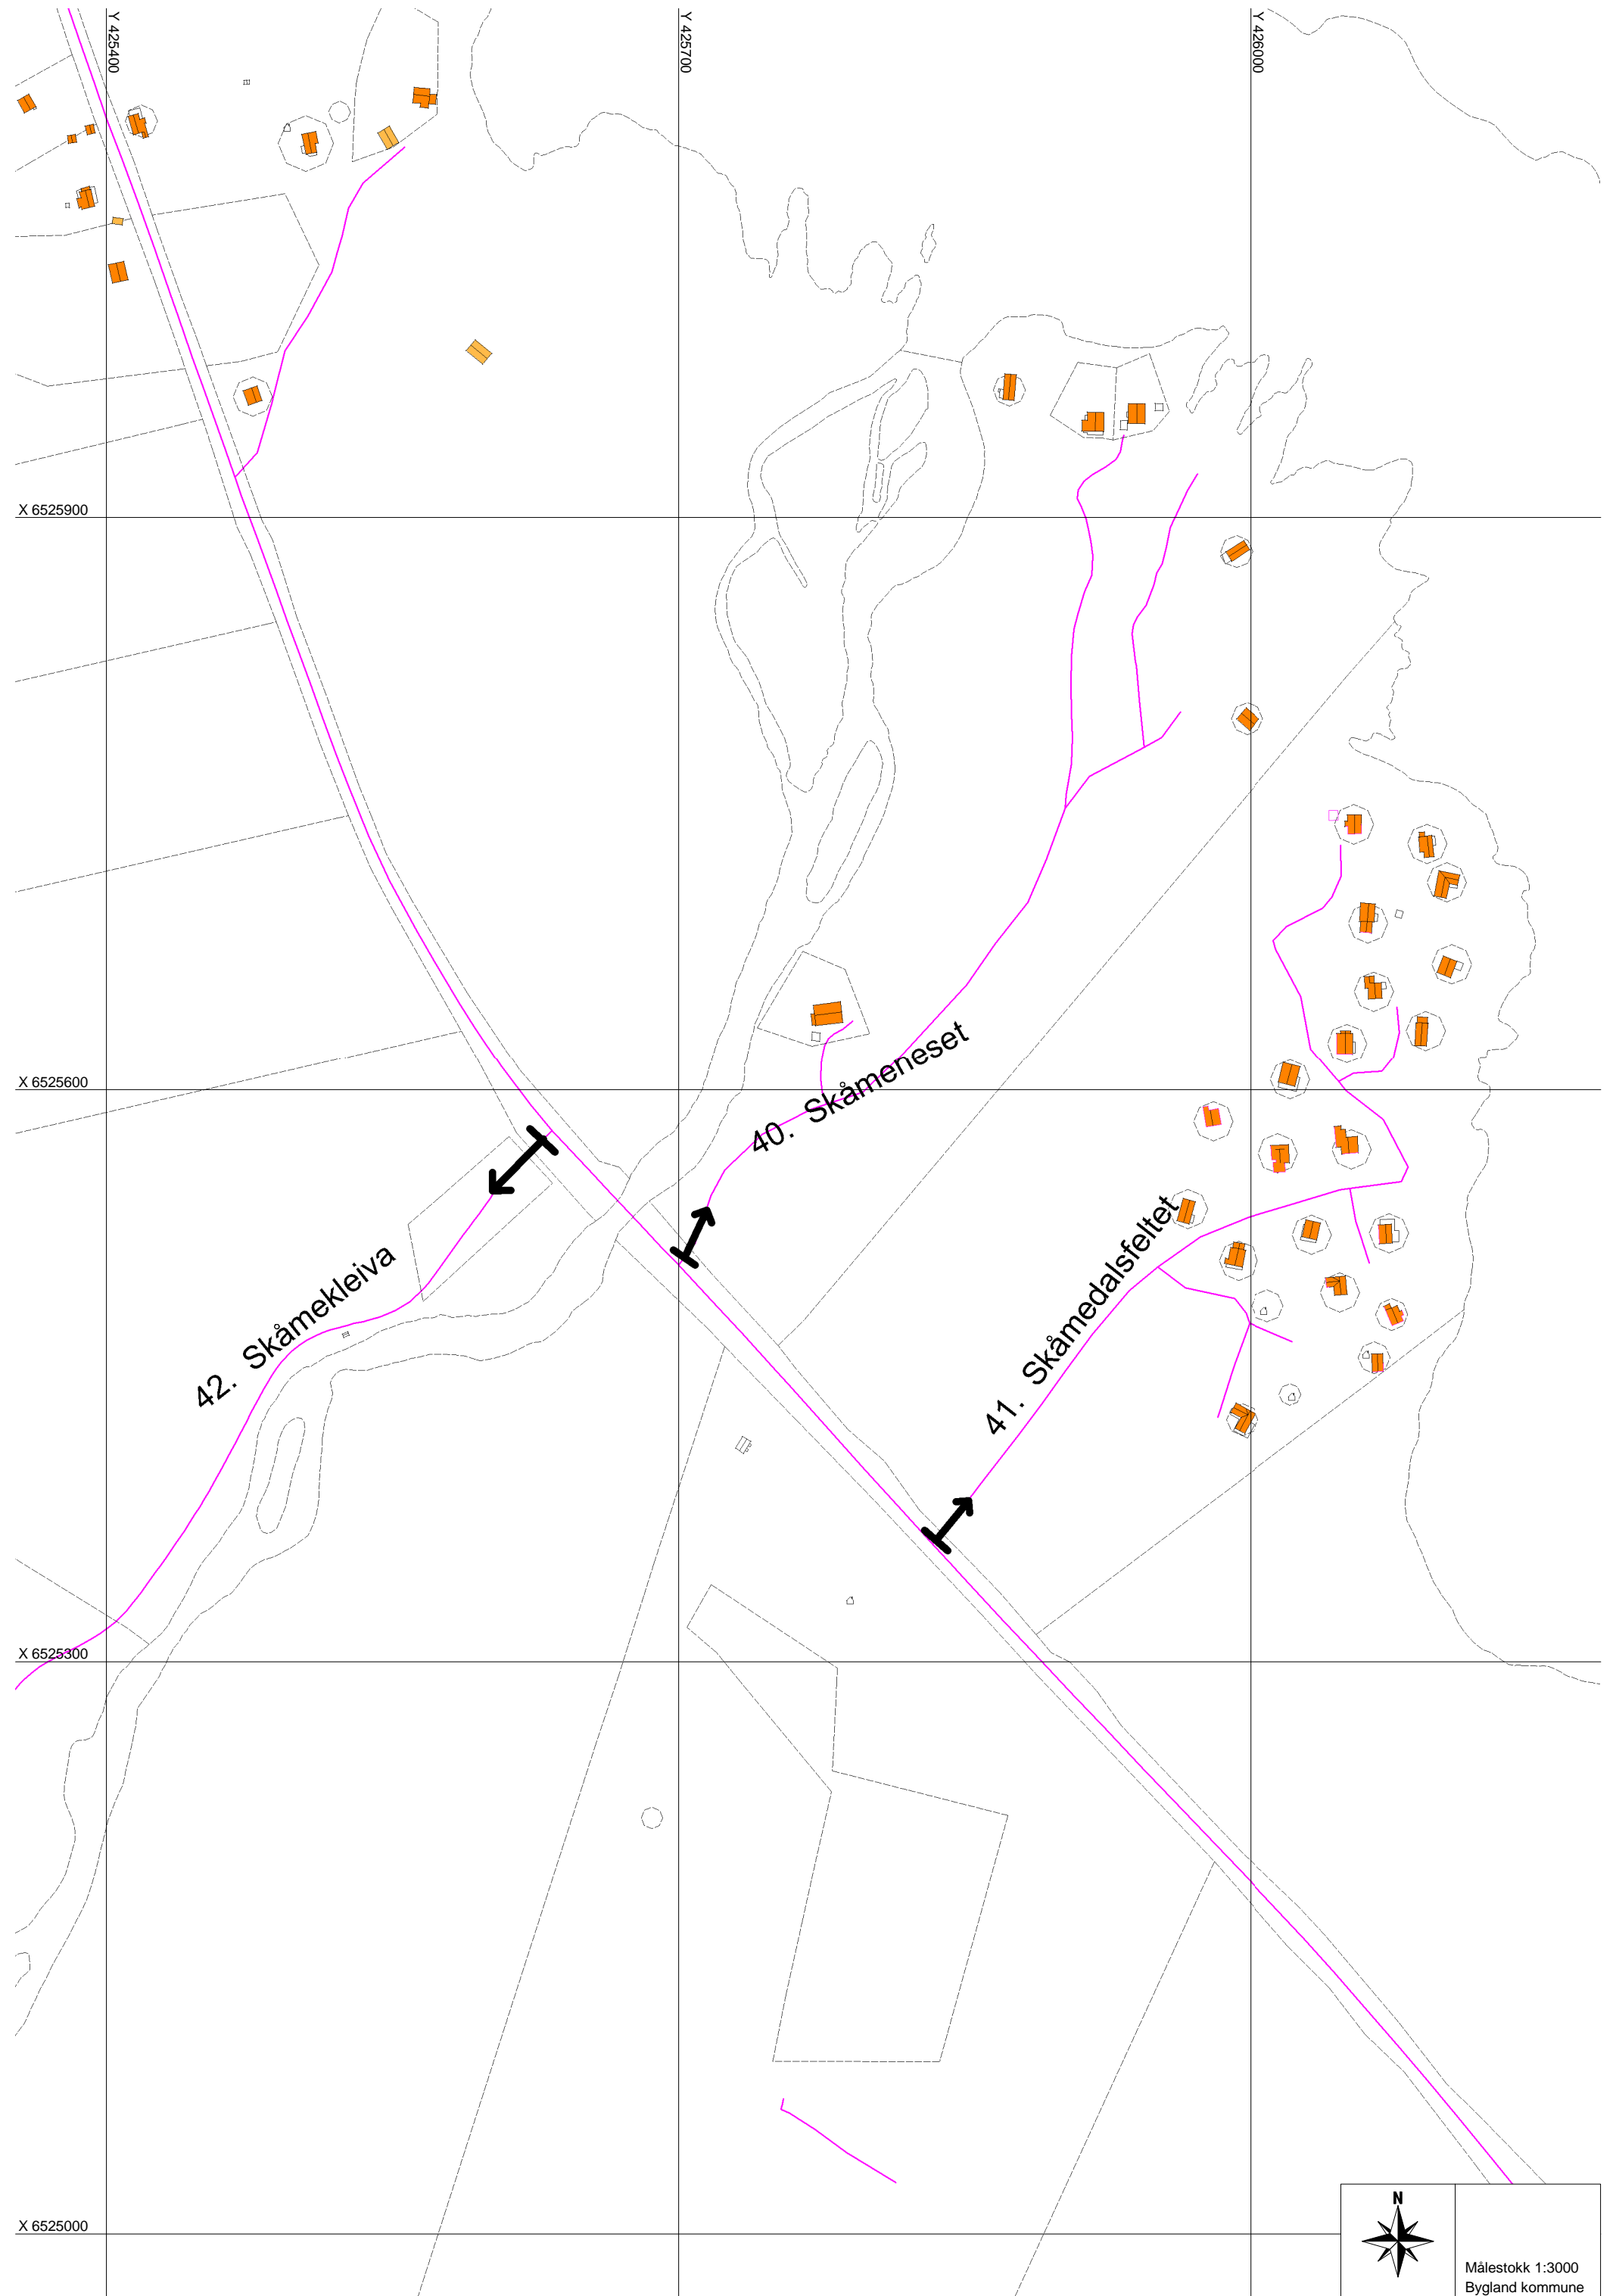 Y 425400
Y 425700
Y 426000
X 6525900
40. Skåmeneset
X 6525600
42. Skåmekleiva
41. Skåmedalsfeltet
X 6525300
X 6525000
N
Målestokk 1:3000
Bygland kommune